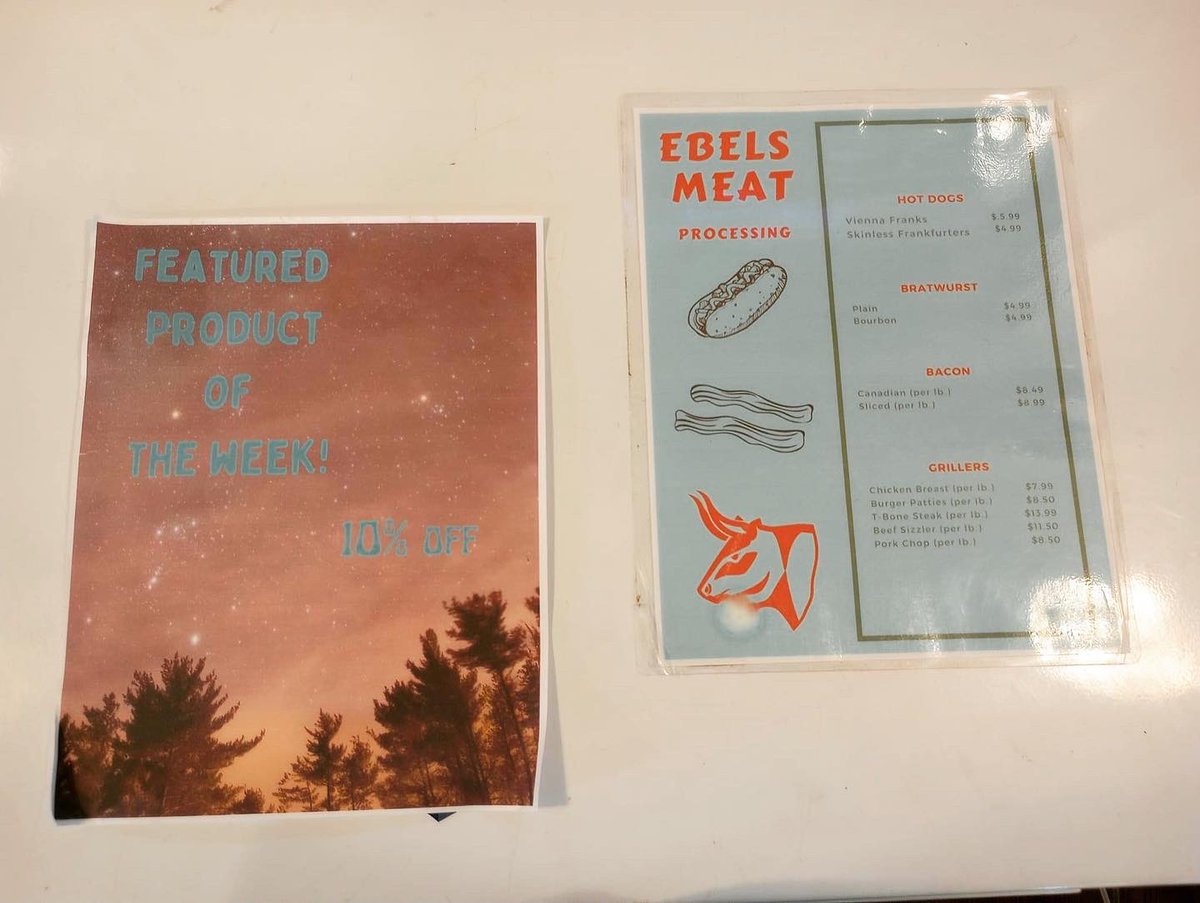 FEATURED
PRODUCT
OF
THE WEEK!
10% OFF
EBELS
MEAT
PROCESSING
HOT DOGS
Vienna Franks $.5.99
Skinless Frankfurters $4.99
BRATWURST
Plain $4.99
Bourbon $4.99
BACON
Canadian (per lb.) $8.49
Sliced (per lb.) $8.99
GRILLERS
Chicken Breast (per lb.) $7.99
Burger Patties (per lb.) $8.50
T-Bone Steak (per lb.) $13.99
Beef Sizzler (per lb.) $11.50
Pork Chop (per lb.) $8.50